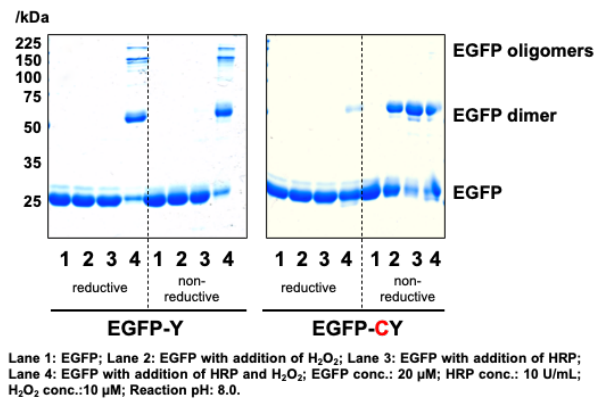 /kDa
225
150
100
75
50
35
25
EGFP oligomers
EGFP dimer
EGFP
1 2 3 4 1 2 3 4 1 2 3 4 1 2 3 4
reductive non-reductive reductive non-reductive
EGFP-Y EGFP-CY
Lane 1: EGFP; Lane 2: EGFP with addition of H₂O₂; Lane 3: EGFP with addition of HRP;
Lane 4: EGFP with addition of HRP and H₂O₂; EGFP conc.: 20 μM; HRP conc.: 10 U/mL;
H₂O₂ conc.:10 μM; Reaction pH: 8.0.